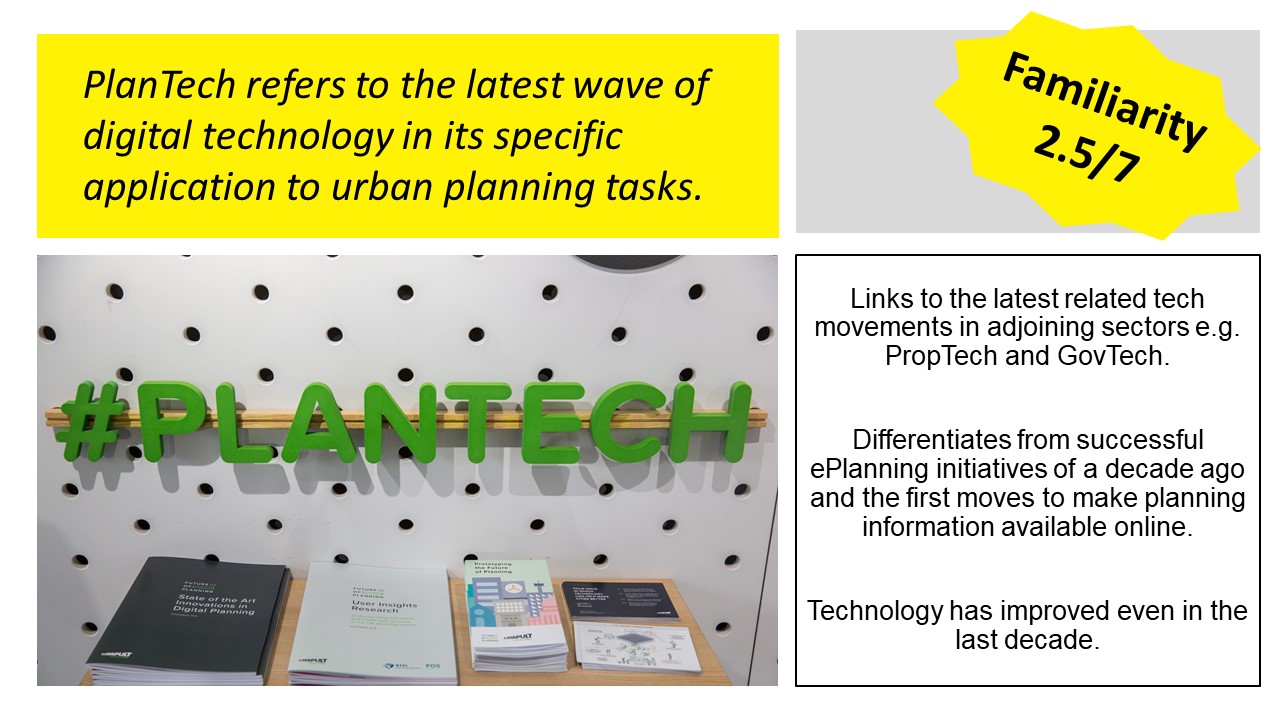 PlanTech refers to the latest wave of
digital technology in its specific
application to urban planning tasks.
Familiarity
2.5/7
#PLANTECH
State of the Art
Innovations in
Digital Planning
CATAPULT
User Insights
Research
CATAPULT
Prototyping
the Future
of Planning
CATAPULT
Links to the latest related tech
movements in adjoining sectors e.g.
PropTech and GovTech.
Differentiates from successful
ePlanning initiatives of a decade ago
and the first moves to make planning
information available online.
Technology has improved even in the
last decade.